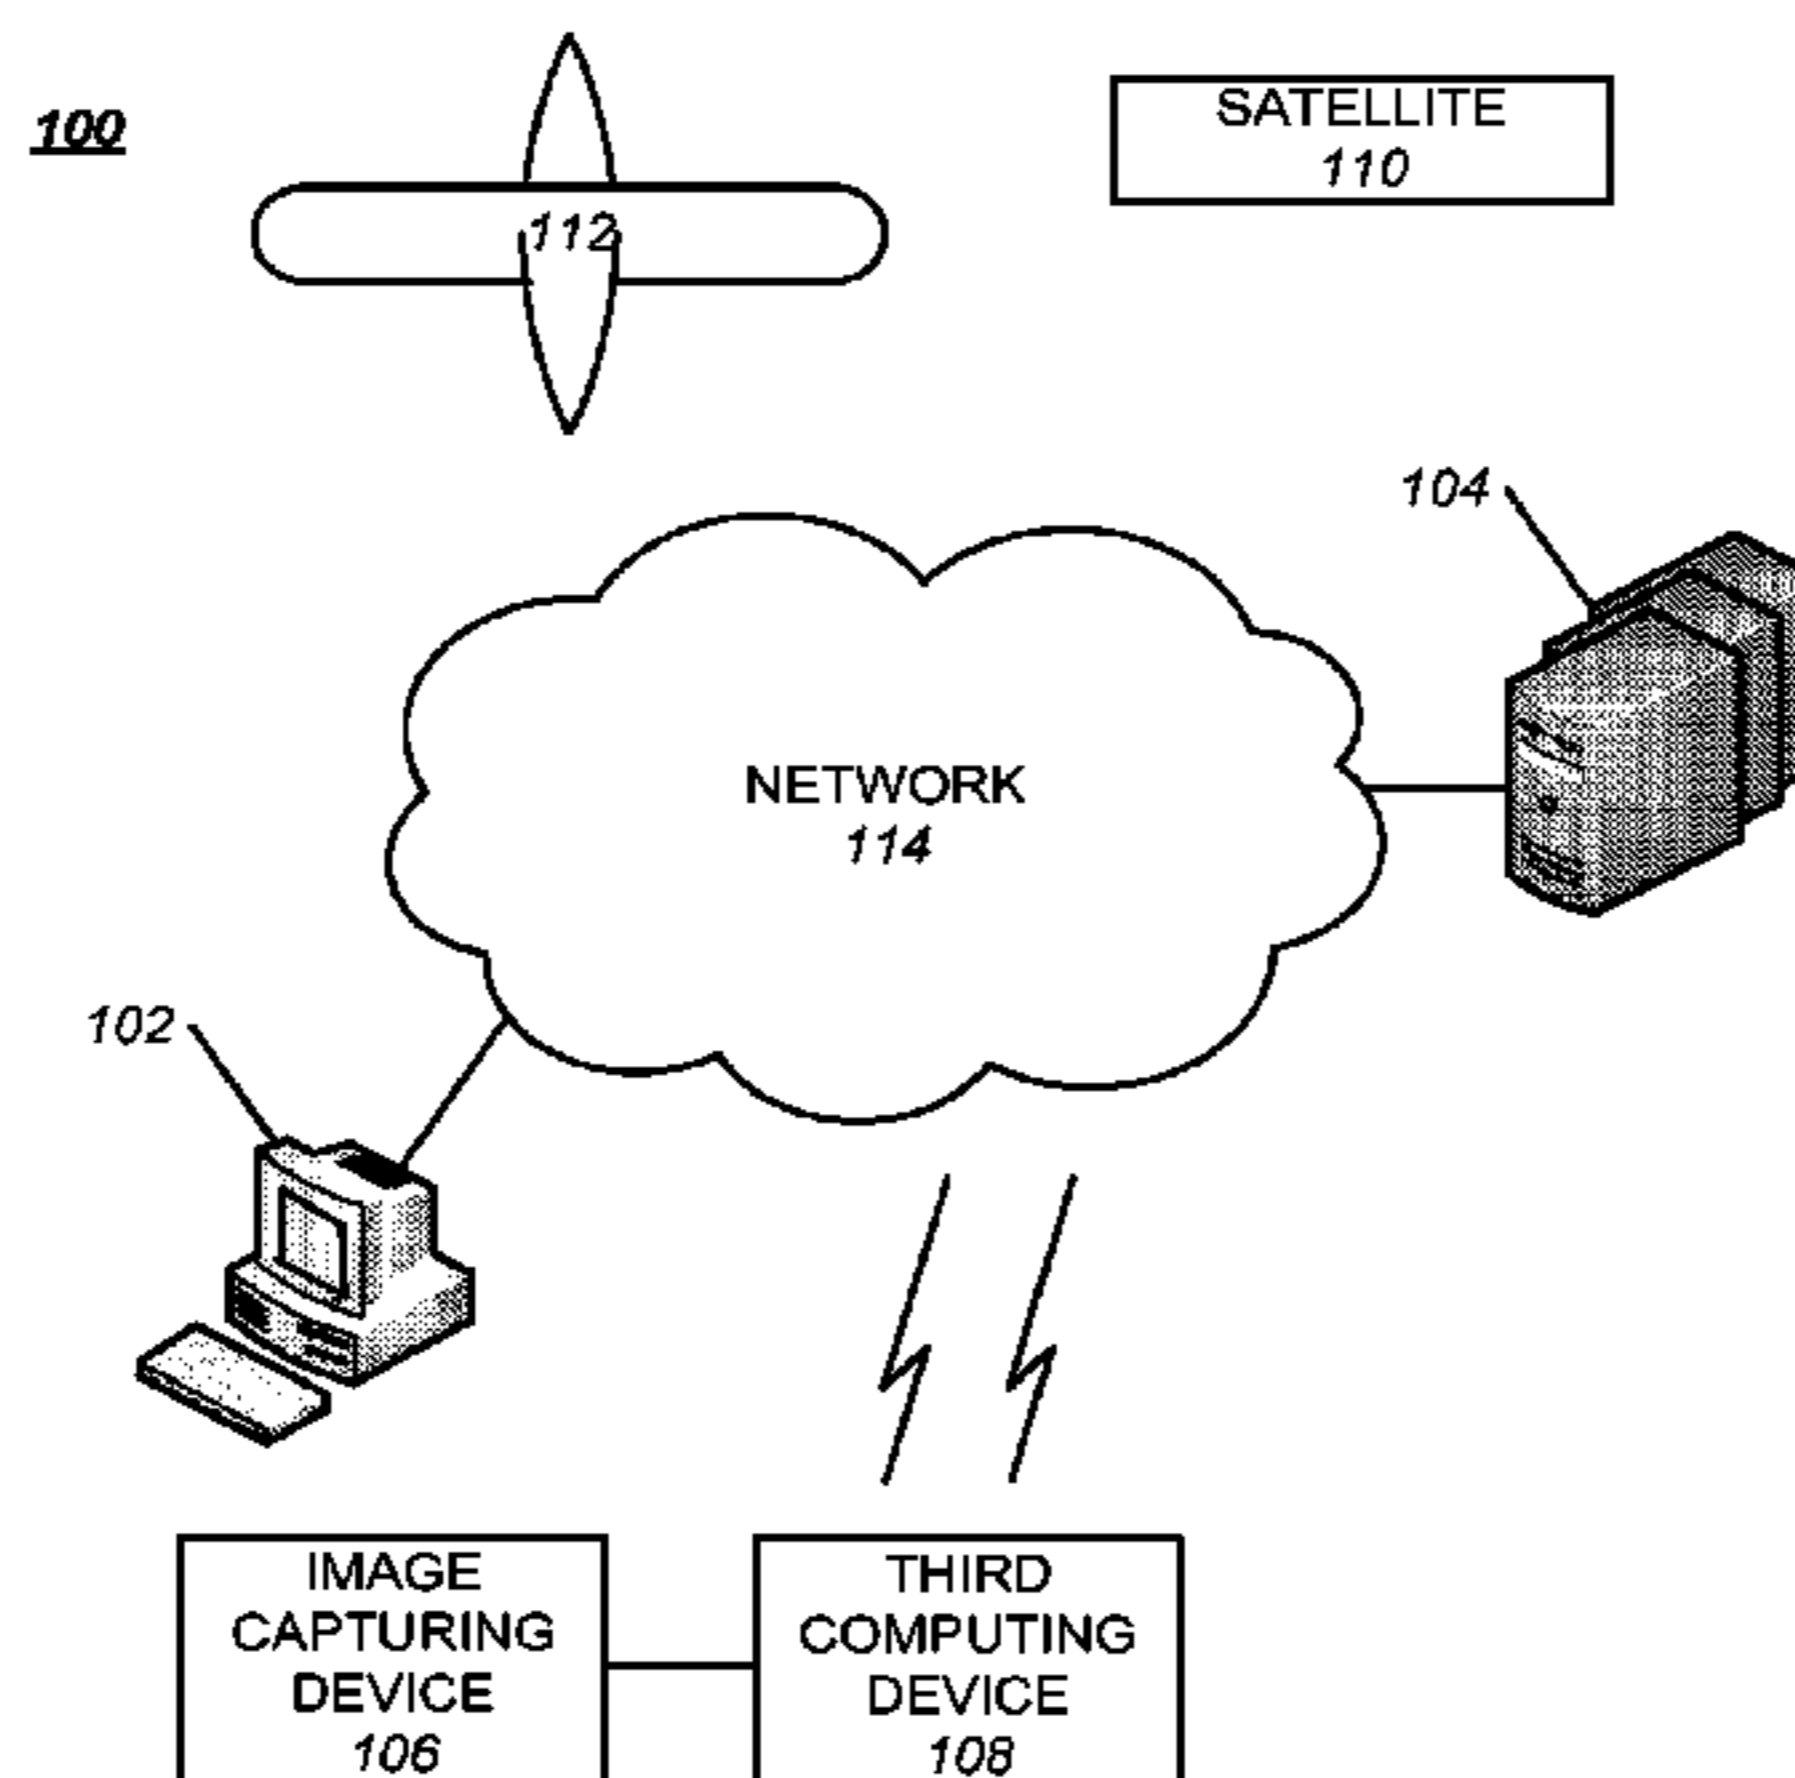 100
112
SATELLITE
110
104
NETWORK
114
102
IMAGE
CAPTURING
DEVICE
106
THIRD
COMPUTING
DEVICE
108